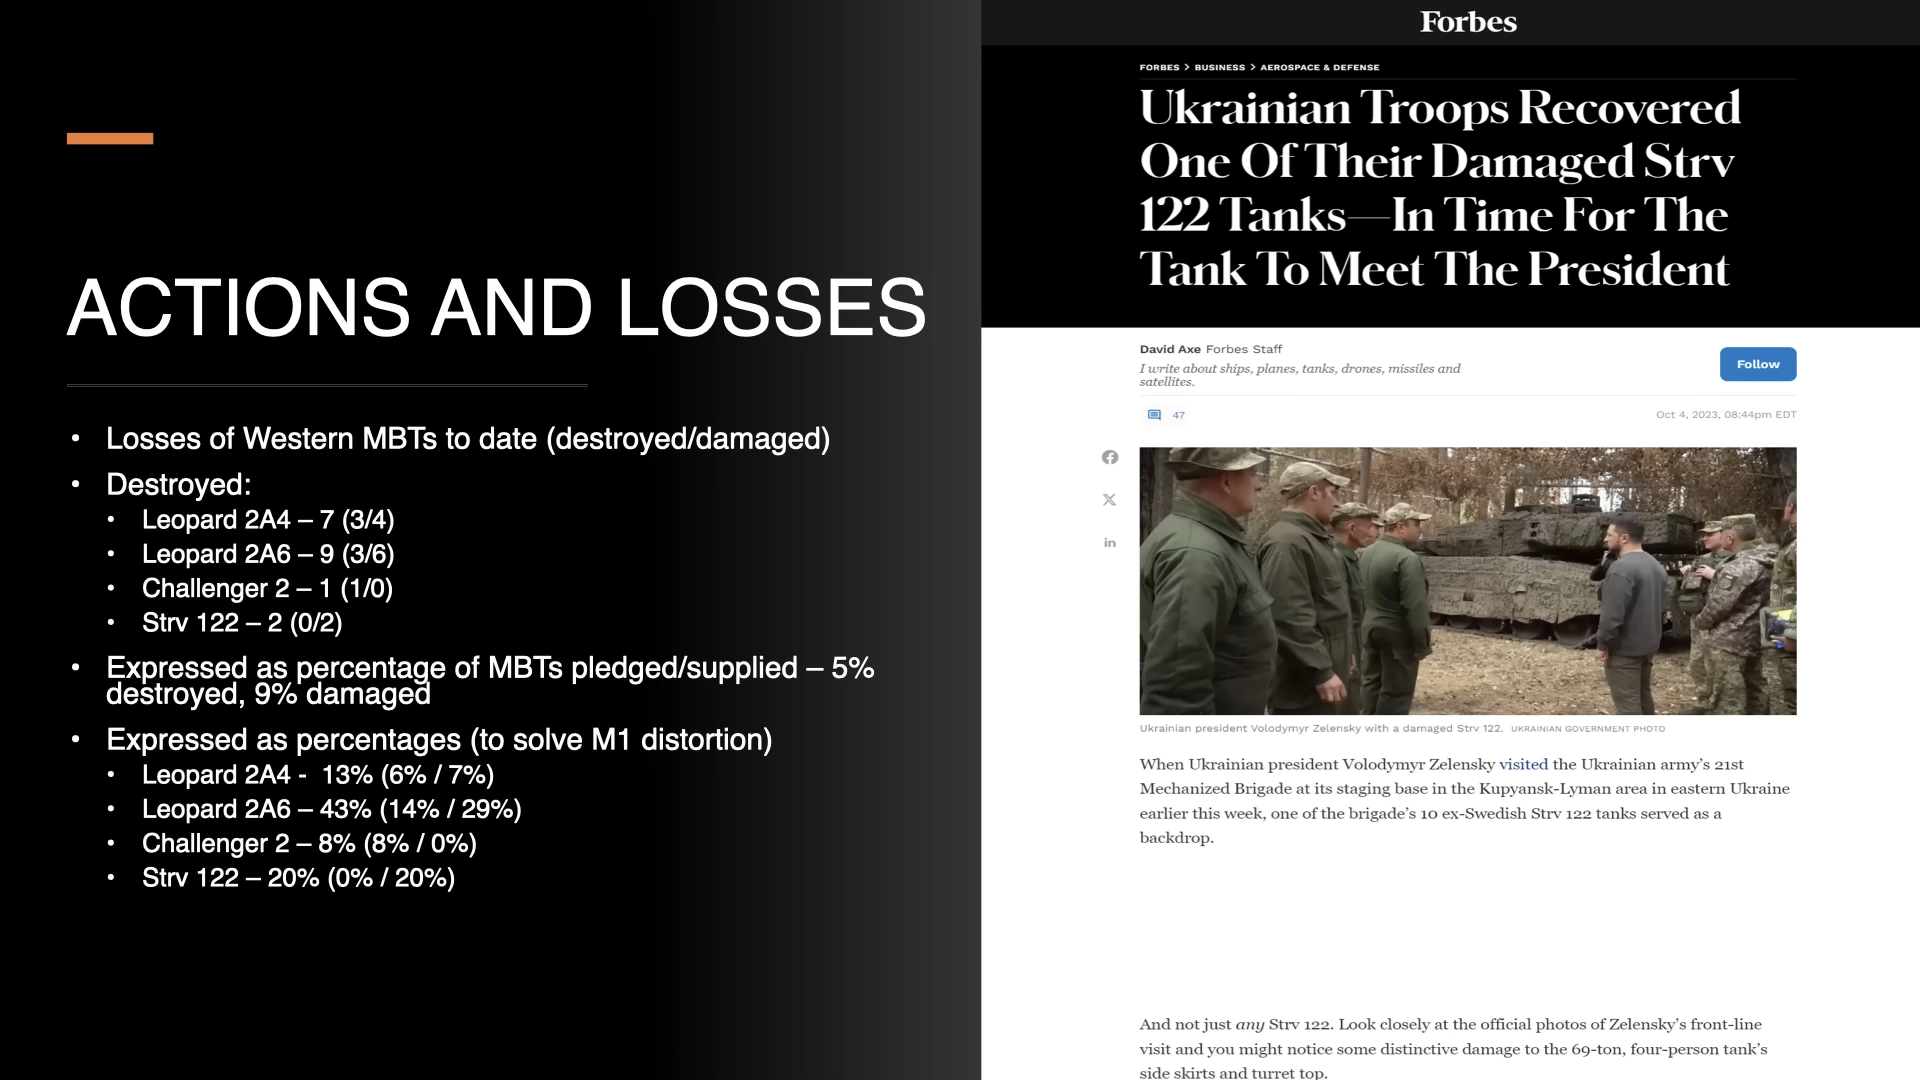 ACTIONS AND LOSSES
• Losses of Western MBTs to date (destroyed/damaged)
• Destroyed:
• Leopard 2A4 – 7 (3/4)
• Leopard 2A6 – 9 (3/6)
• Challenger 2 – 1 (1/0)
• Strv 122 – 2 (0/2)
• Expressed as percentage of MBTs pledged/supplied – 5%
destroyed, 9% damaged
• Expressed as percentages (to solve M1 distortion)
• Leopard 2A4 - 13% (6% / 7%)
• Leopard 2A6 – 43% (14% / 29%)
• Challenger 2 – 8% (8% / 0%)
• Strv 122 – 20% (0% / 20%)
Forbes
FORBES > BUSINESS > AEROSPACE & DEFENSE
Ukrainian Troops Recovered
One Of Their Damaged Strv
122 Tanks—In Time For The
Tank To Meet The President
David Axe Forbes Staff
I write about ships, planes, tanks, drones, missiles and
satellites.
Follow
47
Oct 4, 2023, 08:44pm EDT
Ukrainian president Volodymyr Zelensky with a damaged Strv 122. UKRAINIAN GOVERNMENT PHOTO
When Ukrainian president Volodymyr Zelensky visited the Ukrainian army’s 21st
Mechanized Brigade at its staging base in the Kupyansk-Lyman area in eastern Ukraine
earlier this week, one of the brigade’s 10 ex-Swedish Strv 122 tanks served as a
backdrop.
And not just any Strv 122. Look closely at the official photos of Zelensky’s front-line
visit and you might notice some distinctive damage to the 69-ton, four-person tank’s
side skirts and turret top.